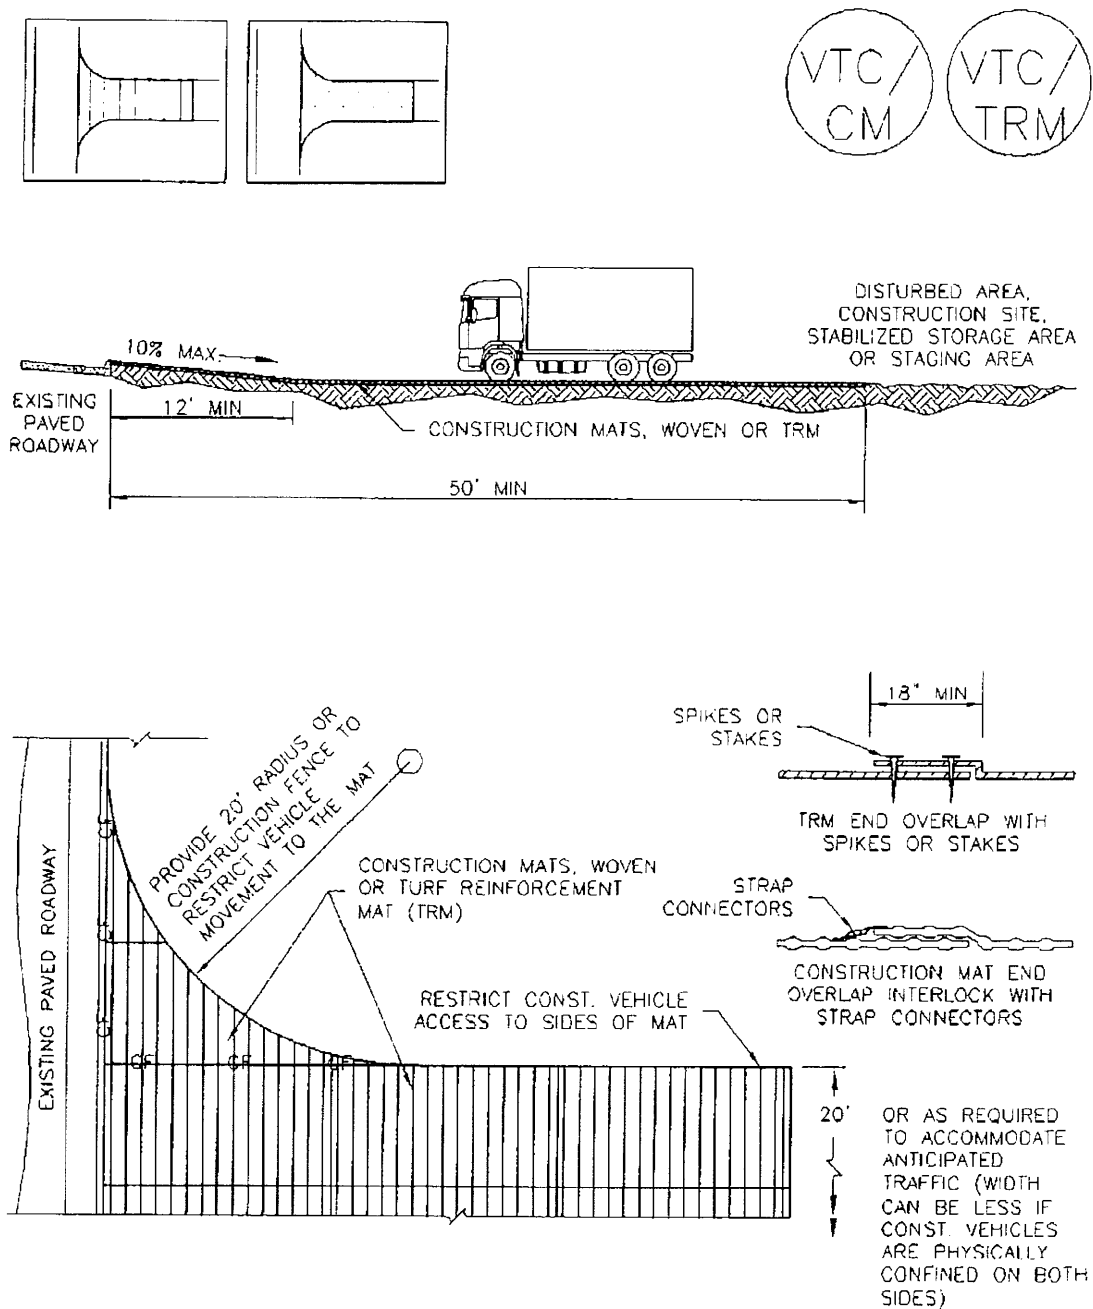 VTC/
CM
VTC/
TRM
DISTURBED AREA,
CONSTRUCTION SITE,
STABILIZED STORAGE AREA
OR STAGING AREA
10% MAX.
EXISTING
PAVED
ROADWAY
12' MIN
CONSTRUCTION MATS, WOVEN OR TRM
50' MIN
18" MIN
SPIKES OR
STAKES
TRM END OVERLAP WITH
SPIKES OR STAKES
PROVIDE 20' RADIUS OR
CONSTRUCTION FENCE TO
RESTRICT VEHICLE
MOVEMENT TO THE MAT
CONSTRUCTION MATS, WOVEN
OR TURF REINFORCEMENT
MAT (TRM)
STRAP
CONNECTORS
CONSTRUCTION MAT END
OVERLAP INTERLOCK WITH
STRAP CONNECTORS
RESTRICT CONST. VEHICLE
ACCESS TO SIDES OF MAT
EXISTING PAVED ROADWAY
CF
CF
CF
CF
CF
CF
20'
OR AS REQUIRED
TO ACCOMMODATE
ANTICIPATED
TRAFFIC (WIDTH
CAN BE LESS IF
CONST. VEHICLES
ARE PHYSICALLY
CONFINED ON BOTH
SIDES)